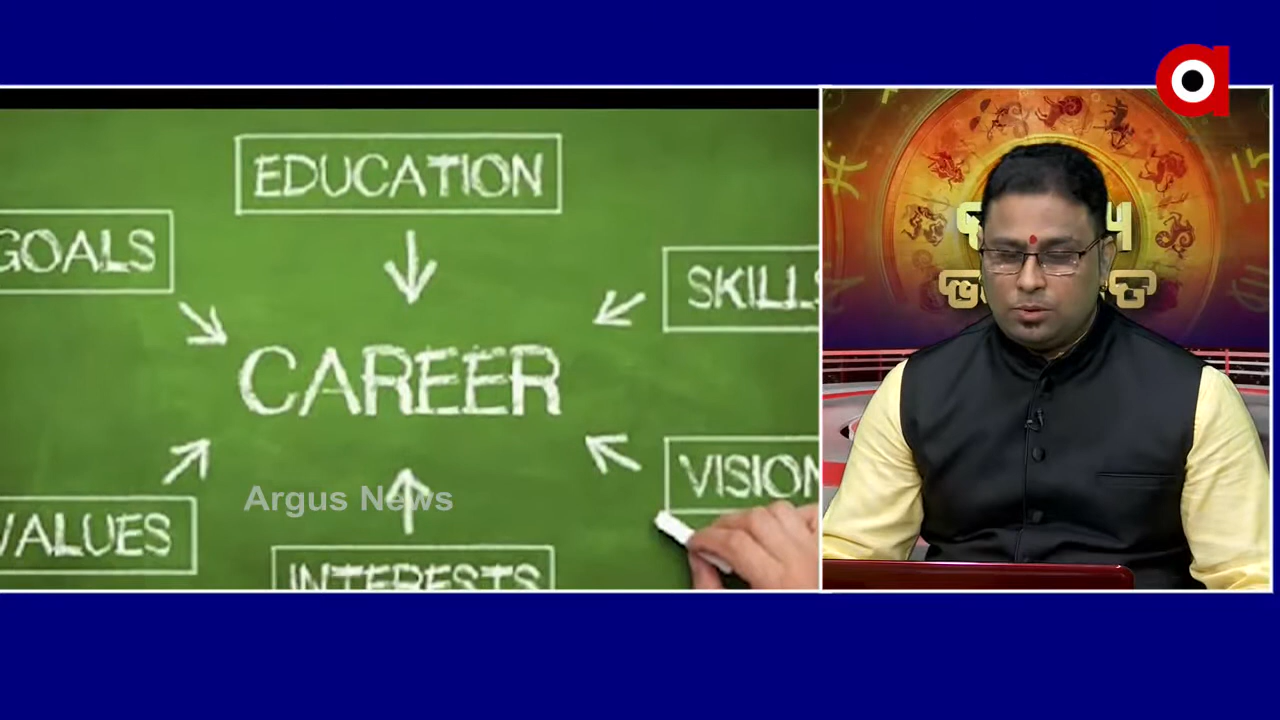 EDUCATION
GOALS
SKILLS
CAREER
VISION
Argus News
VALUES
INTERESTS